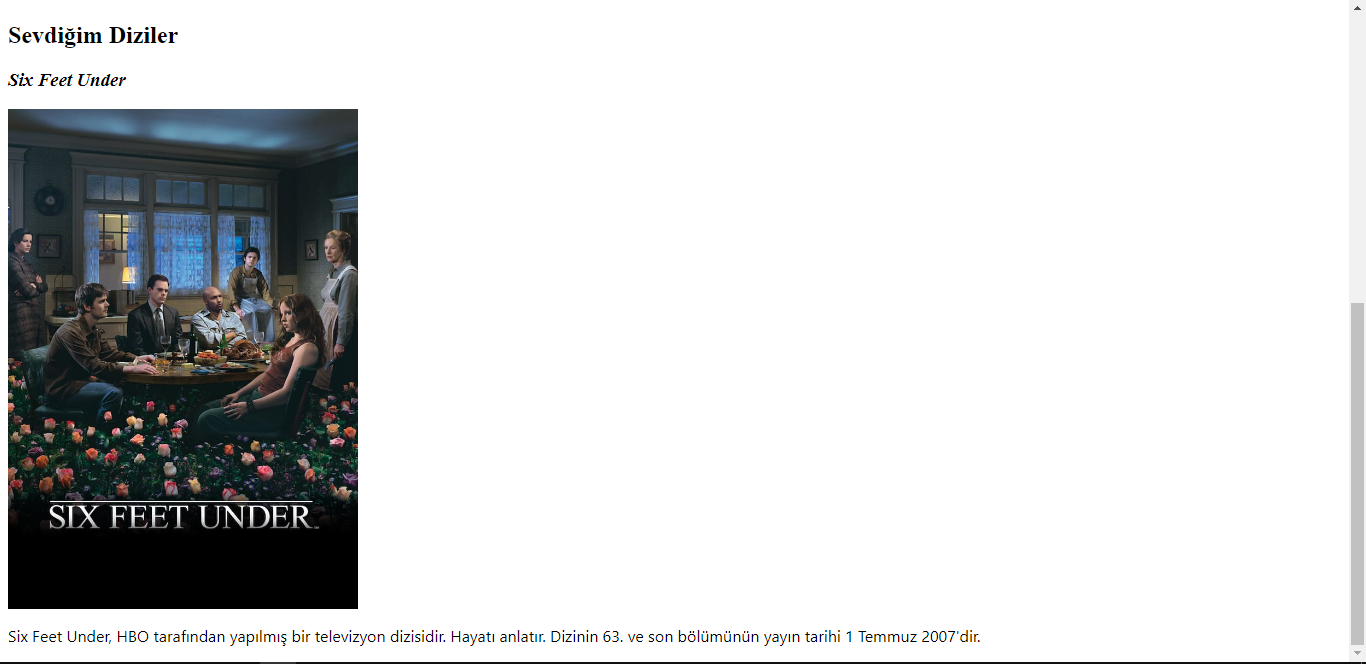 Sevdiğim Diziler
Six Feet Under
SIX FEET UNDER
Six Feet Under, HBO tarafından yapılmış bir televizyon dizisidir. Hayatı anlatır. Dizinin 63. ve son bölümünün yayın tarihi 1 Temmuz 2007'dir.